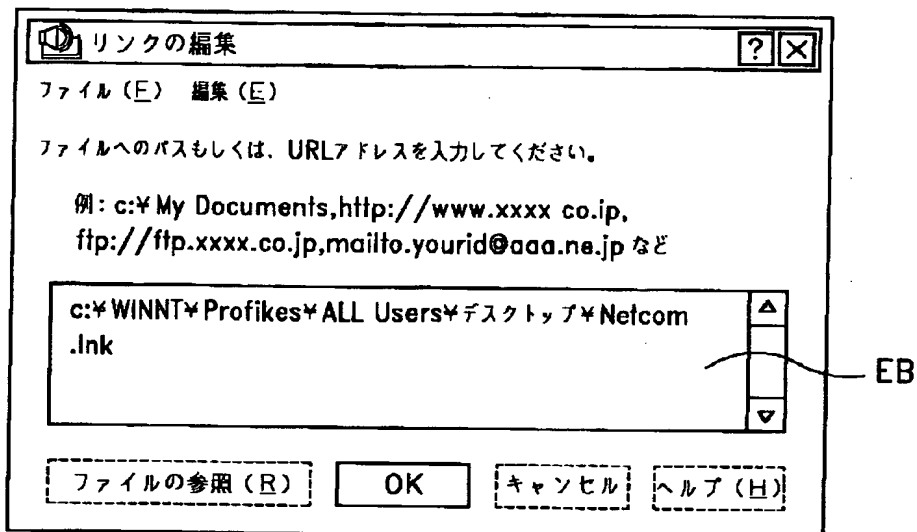 リンクの編集 ? ×
ファイル (F) 編集 (E)
ファイルへのパスもしくは、URLアドレスを入力してください。
例: c:¥My Documents,http://www.xxxx co.ip,
ftp://ftp.xxxx.co.jp,mailto.yourid@aaa.ne.jp など
c:¥WINNT¥Profikes¥ALL Users¥デスクトップ¥Netcom
.lnk
EB
ファイルの参照 (R) OK キャンセル ヘルプ (H)